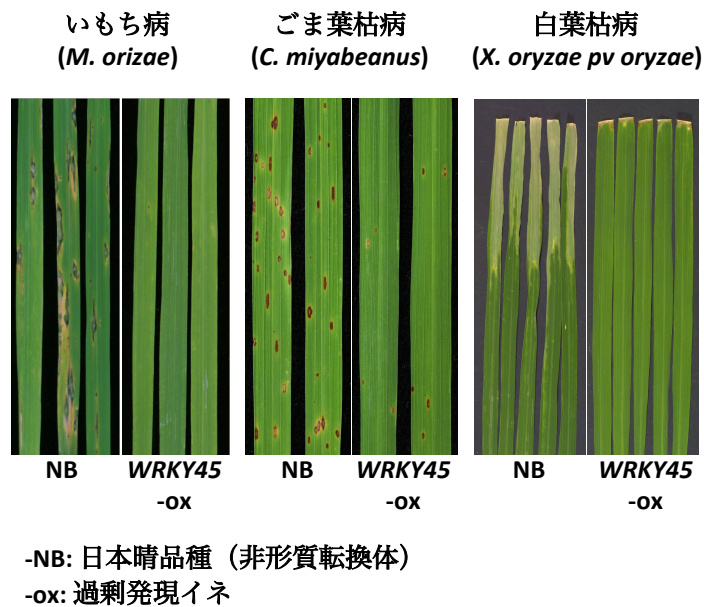 いもち病
(M. orizae)
ごま葉枯病
(C. miyabeanus)
白葉枯病
(X. oryzae pv oryzae)
NB
WRKY45
-ox
NB
WRKY45
-ox
NB
WRKY45
-ox
-NB: 日本晴品種（非形質転換体）
-ox: 過剰発現イネ